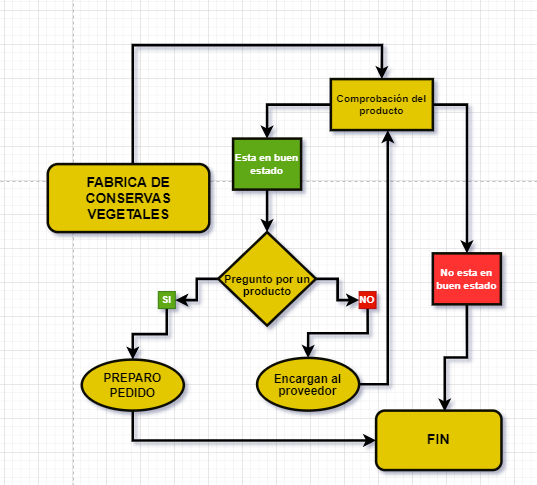 Comprobación del
producto
Esta en buen
estado
FABRICA DE
CONSERVAS
VEGETALES
No esta en
buen estado
Pregunto por un
producto
SI
NO
PREPARO
PEDIDO
Encargan al
proveedor
FIN